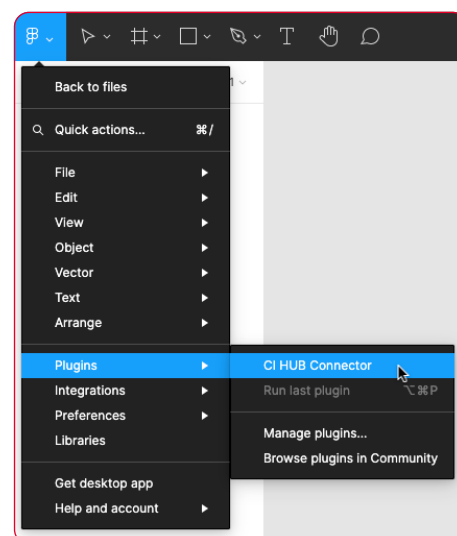 T
1
Back to files
Quick actions... ⌘/
File
Edit
View
Object
Vector
Text
Arrange
Plugins
Integrations
Preferences
Libraries
Get desktop app
Help and account
CI HUB Connector
Run last plugin ⌥⌘P
Manage plugins...
Browse plugins in Community